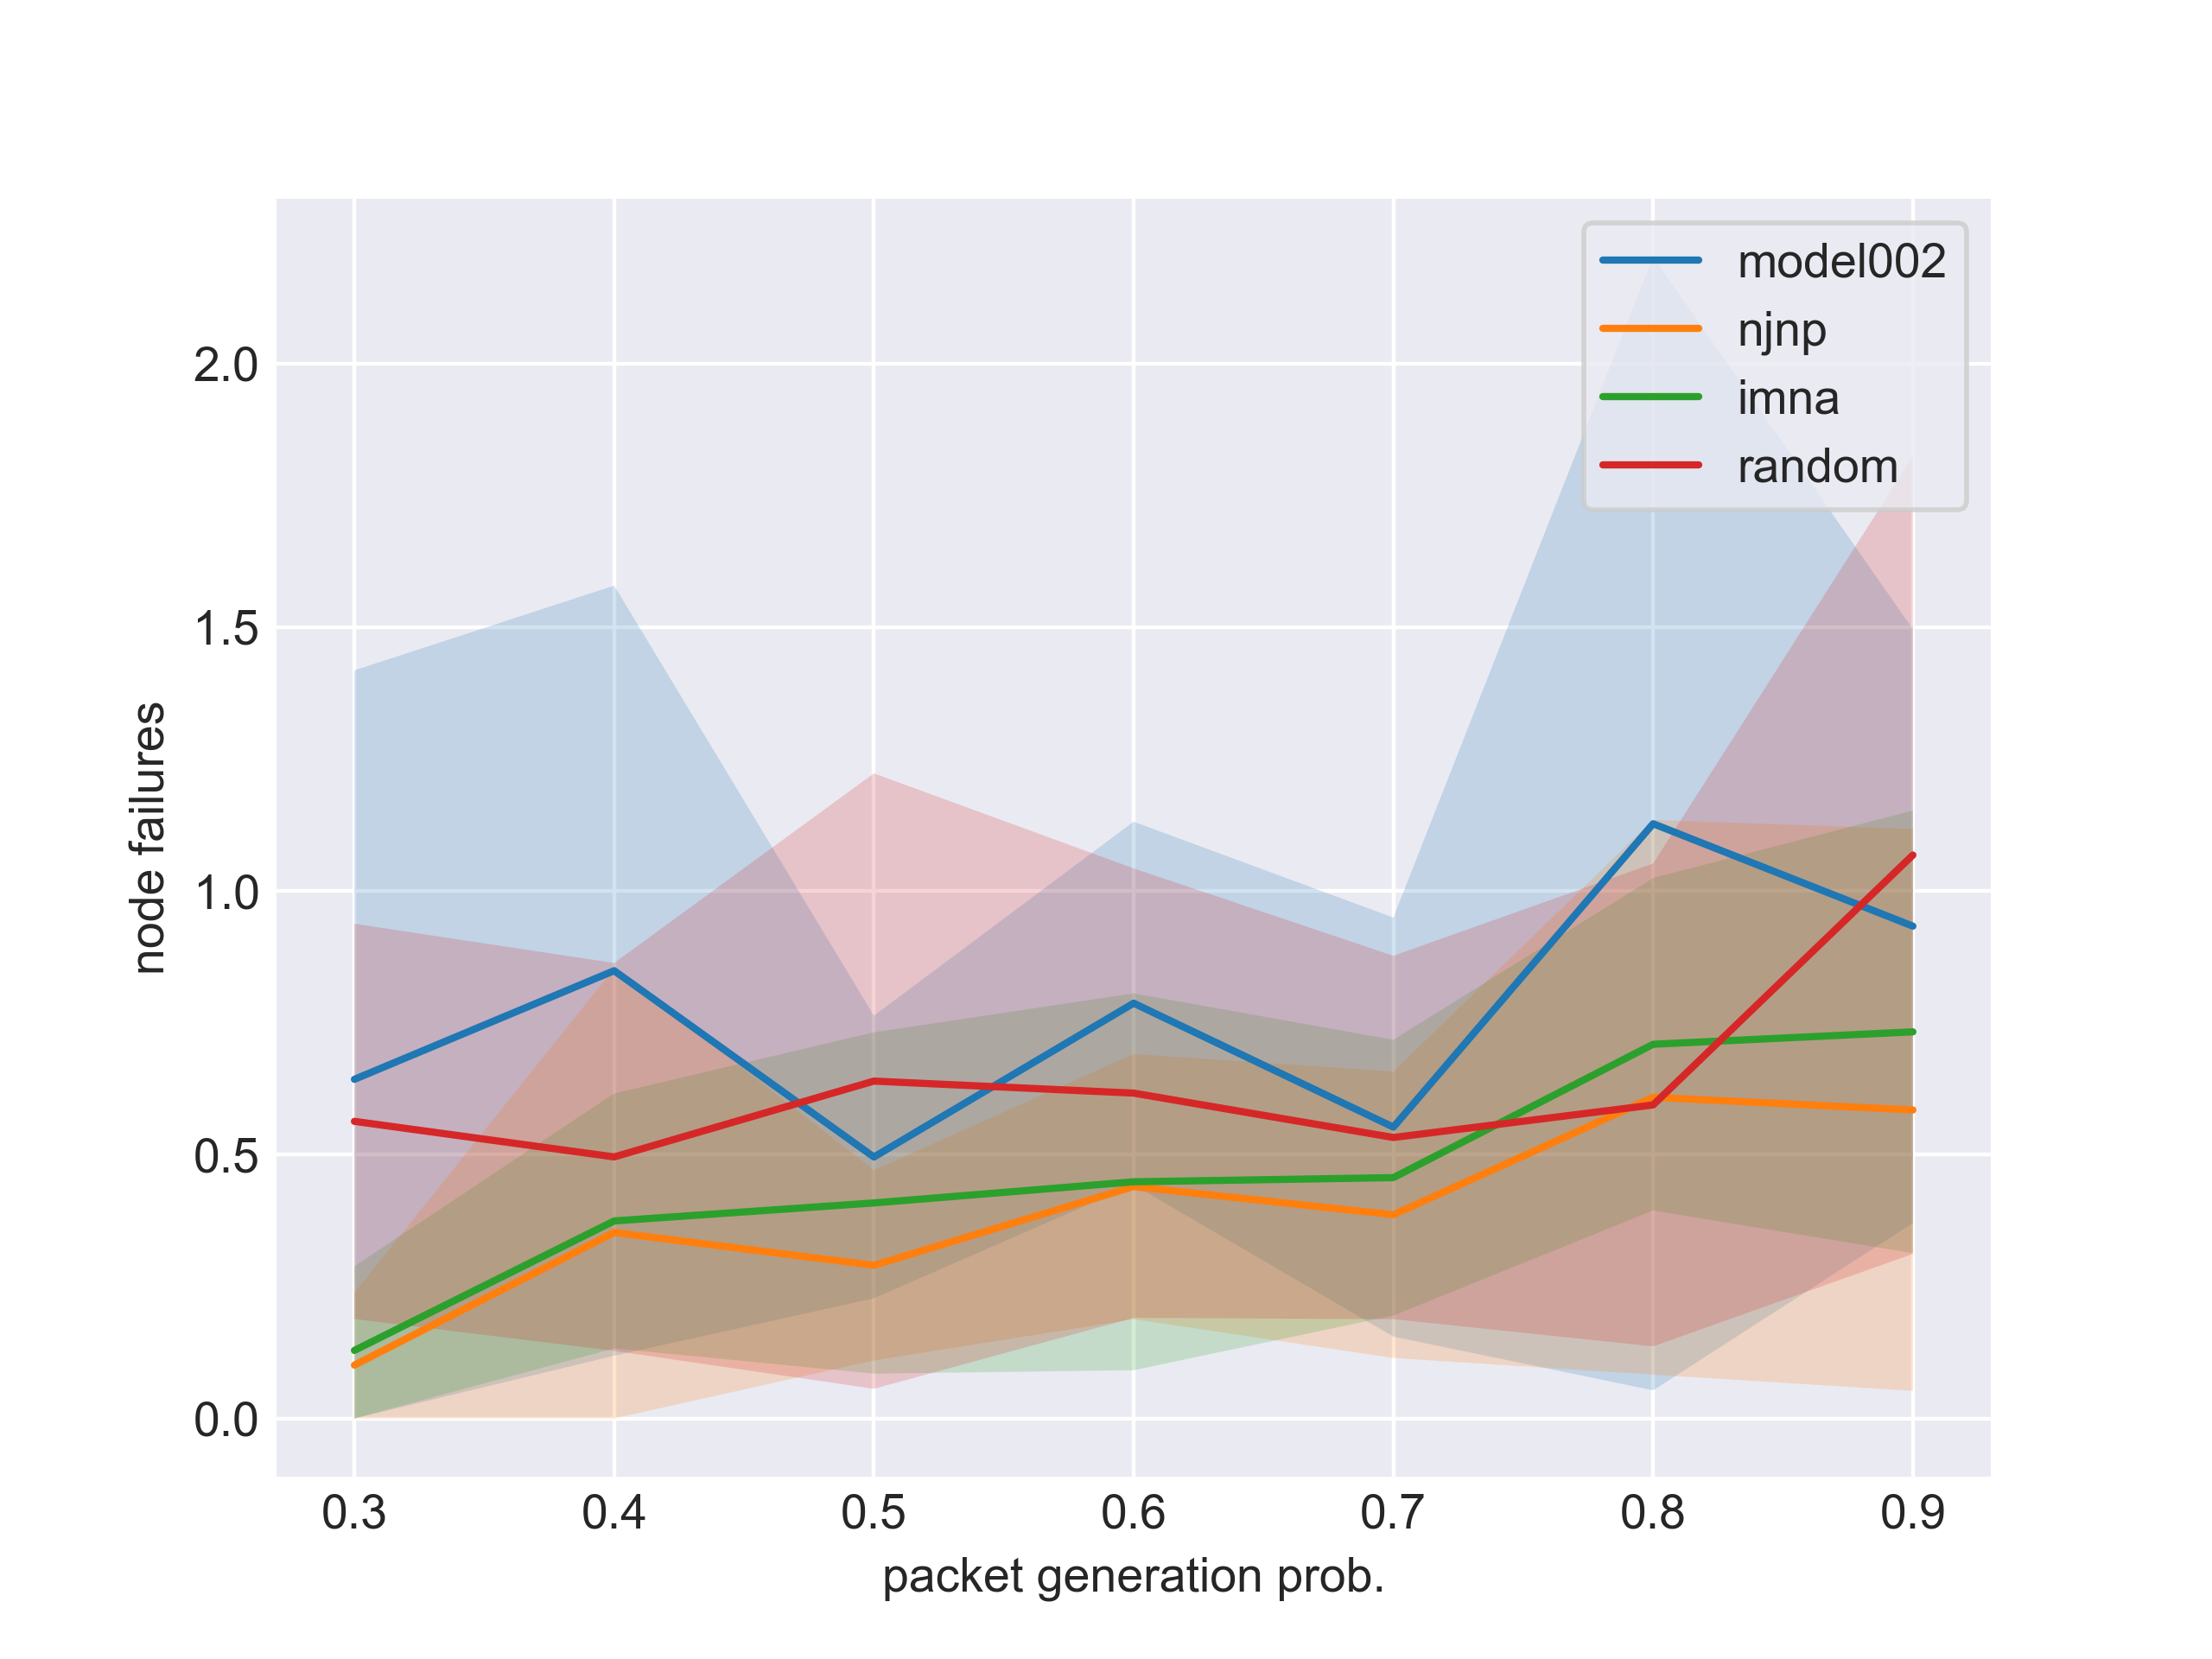 model002
njnp
imna
random
2.0
1.5
1.0
0.5
0.0
node failures
0.3 0.4 0.5 0.6 0.7 0.8 0.9
packet generation prob.